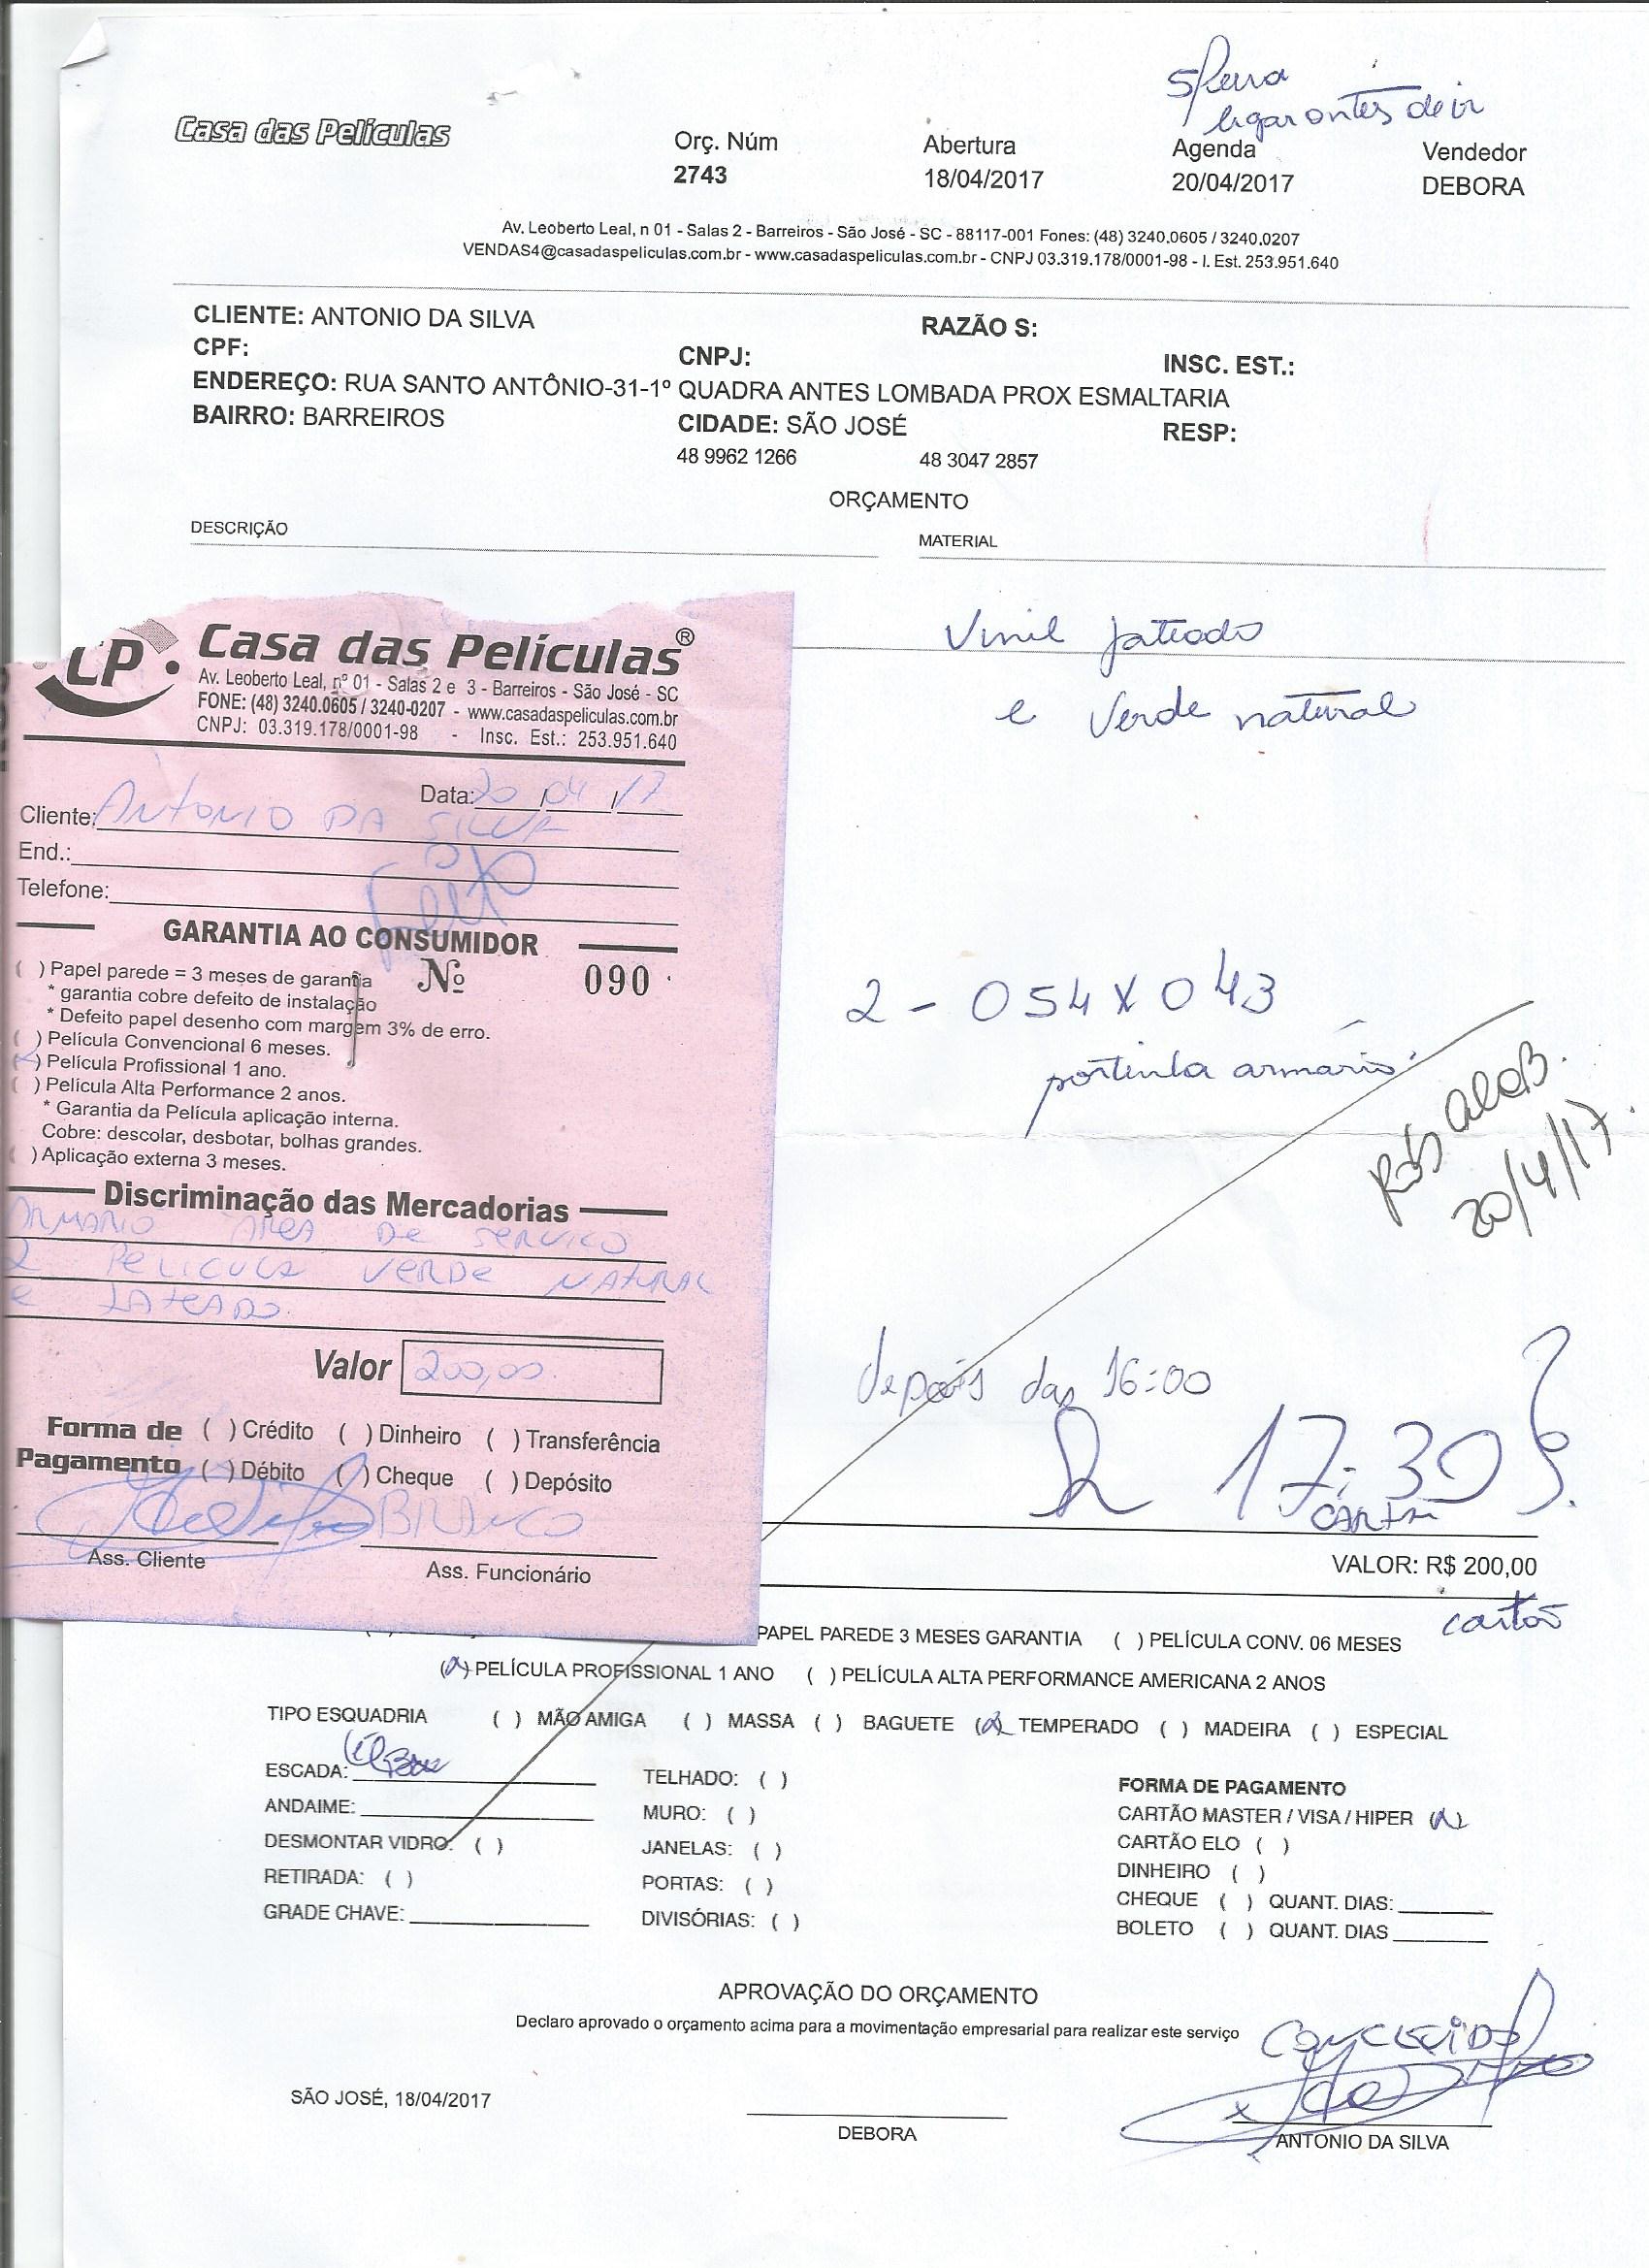 ligar antes de ir
Casa das Películas
Orç. Núm Abertura Agenda Vendedor
2743 18/04/2017 20/04/2017 DEBORA
Av. Leoberto Leal, n 01 - Salas 2 - Barreiros - São José - SC - 88117-001 Fones: (48) 3240.0605 / 3240.0207
VENDAS4@casadaspeliculas.com.br - www.casadaspeliculas.com.br - CNPJ 03.319.178/0001-98 - I. Est. 253.951.640
CLIENTE: ANTONIO DA SILVA RAZÃO S:
CPF: CNPJ: INSC. EST.:
ENDEREÇO: RUA SANTO ANTÔNIO-31-1º QUADRA ANTES LOMBADA PROX ESMALTARIA
BAIRRO: BARREIROS CIDADE: SÃO JOSÉ RESP:
48 9962 1266 48 3047 2857
ORÇAMENTO
DESCRIÇÃO MATERIAL
Vinil jateado
e Verde natural
2 - 054 X 043
portinha armário
20/4/17.
depois das 16:00
17:30
CP Casa das Películas®
Av. Leoberto Leal, nº 01 - Salas 2 e 3 - Barreiros - São José - SC
FONE: (48) 3240.0605 / 3240-0207 - www.casadaspeliculas.com.br
CNPJ: 03.319.178/0001-98 - Insc. Est.: 253.951.640
Data: 20/04/17
Cliente: ANTONIO DA SILVA
End.:
Feito
Telefone:
GARANTIA AO CONSUMIDOR
( ) Papel parede = 3 meses de garantia Nº 090
* garantia cobre defeito de instalação
* Defeito papel desenho com margem 3% de erro.
( ) Película Convencional 6 meses.
(x) Película Profissional 1 ano.
( ) Película Alta Performance 2 anos.
* Garantia da Película aplicação interna.
Cobre: descolar, desbotar, bolhas grandes.
( ) Aplicação externa 3 meses.
Discriminação das Mercadorias
ARMARIO AREA DE SERVICO
2 PELICULA VERDE NATURAL
e JATEADO.
Valor 200,00.
Forma de ( ) Crédito ( ) Dinheiro ( ) Transferência
Pagamento ( ) Débito ( ) Cheque ( ) Depósito
BRANCO
Ass. Cliente Ass. Funcionário
VALOR: R$ 200,00
cartão
PAPEL PAREDE 3 MESES GARANTIA ( ) PELÍCULA CONV. 06 MESES
(x) PELÍCULA PROFISSIONAL 1 ANO ( ) PELÍCULA ALTA PERFORMANCE AMERICANA 2 ANOS
TIPO ESQUADRIA ( ) MÃO AMIGA ( ) MASSA ( ) BAGUETE (x) TEMPERADO ( ) MADEIRA ( ) ESPECIAL
ESCADA: TELHADO: ( ) FORMA DE PAGAMENTO
ANDAIME: MURO: ( ) CARTÃO MASTER / VISA / HIPER (x)
DESMONTAR VIDRO: ( ) JANELAS: ( ) CARTÃO ELO ( )
RETIRADA: ( ) PORTAS: ( ) DINHEIRO ( )
GRADE CHAVE: DIVISÓRIAS: ( ) CHEQUE ( ) QUANT. DIAS:
BOLETO ( ) QUANT. DIAS
APROVAÇÃO DO ORÇAMENTO
Declaro aprovado o orçamento acima para a movimentação empresarial para realizar este serviço
CONCLUIDO
SÃO JOSÉ, 18/04/2017
DEBORA ANTONIO DA SILVA